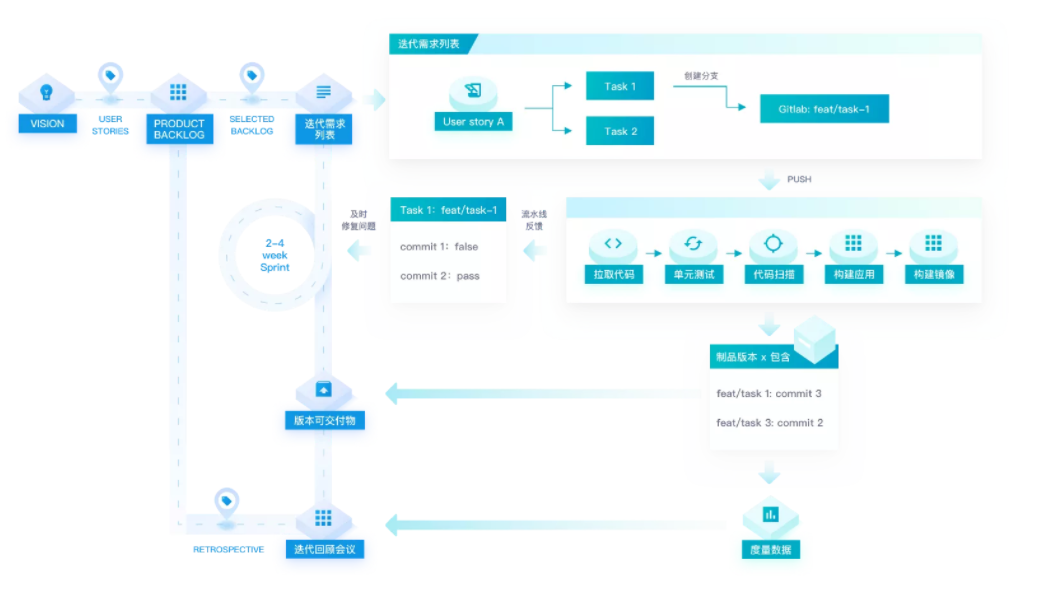 VISION
USER
STORIES
PRODUCT
BACKLOG
SELECTED
BACKLOG
迭代需求
列表
迭代需求列表
User story A
Task 1
Task 2
创建分支
Gitlab: feat/task-1
PUSH
2-4
week
Sprint
及时
修复问题
Task 1: feat/task-1
commit 1: false
commit 2: pass
流水线
反馈
拉取代码
单元测试
代码扫描
构建应用
构建镜像
制品版本 x 包含
feat/task 1: commit 3
feat/task 3: commit 2
版本可交付物
RETROSPECTIVE
迭代回顾会议
度量数据